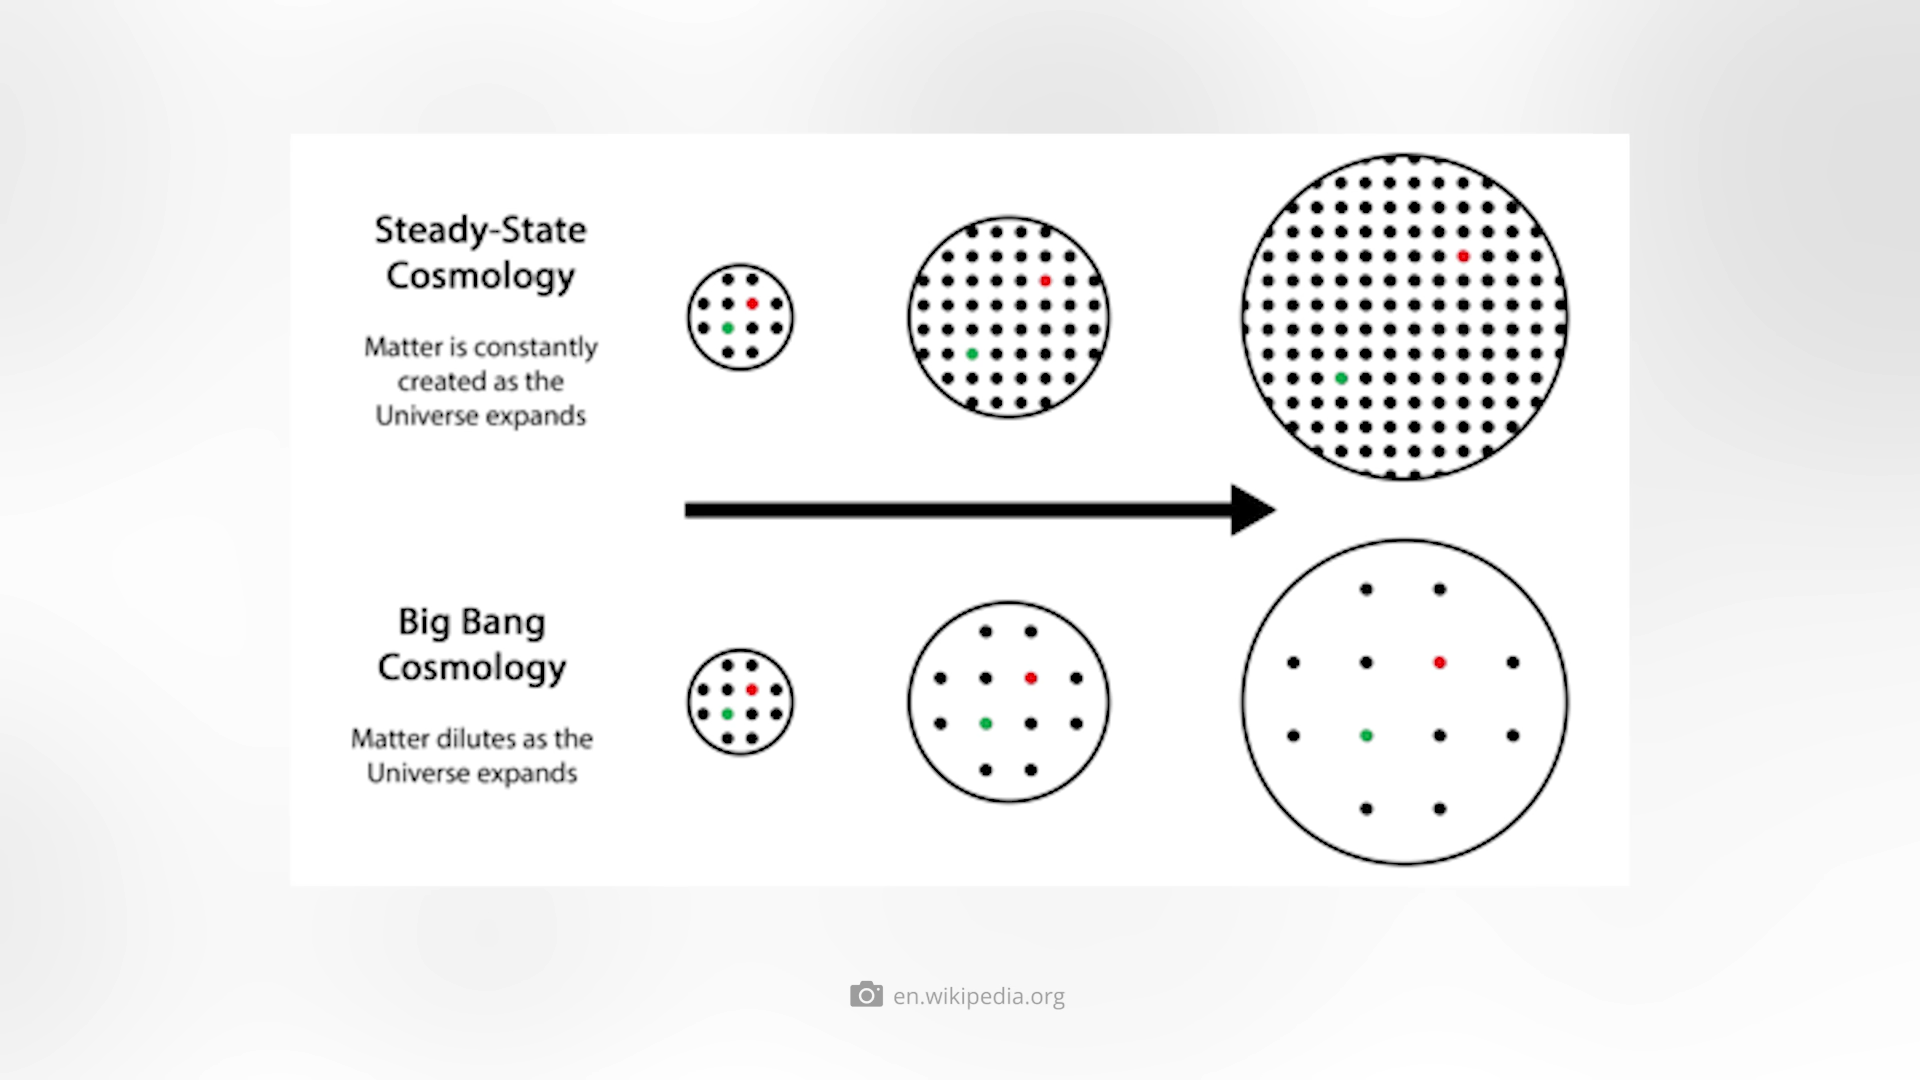 Steady-State
Cosmology
Matter is constantly
created as the
Universe expands
Big Bang
Cosmology
Matter dilutes as the
Universe expands
en.wikipedia.org